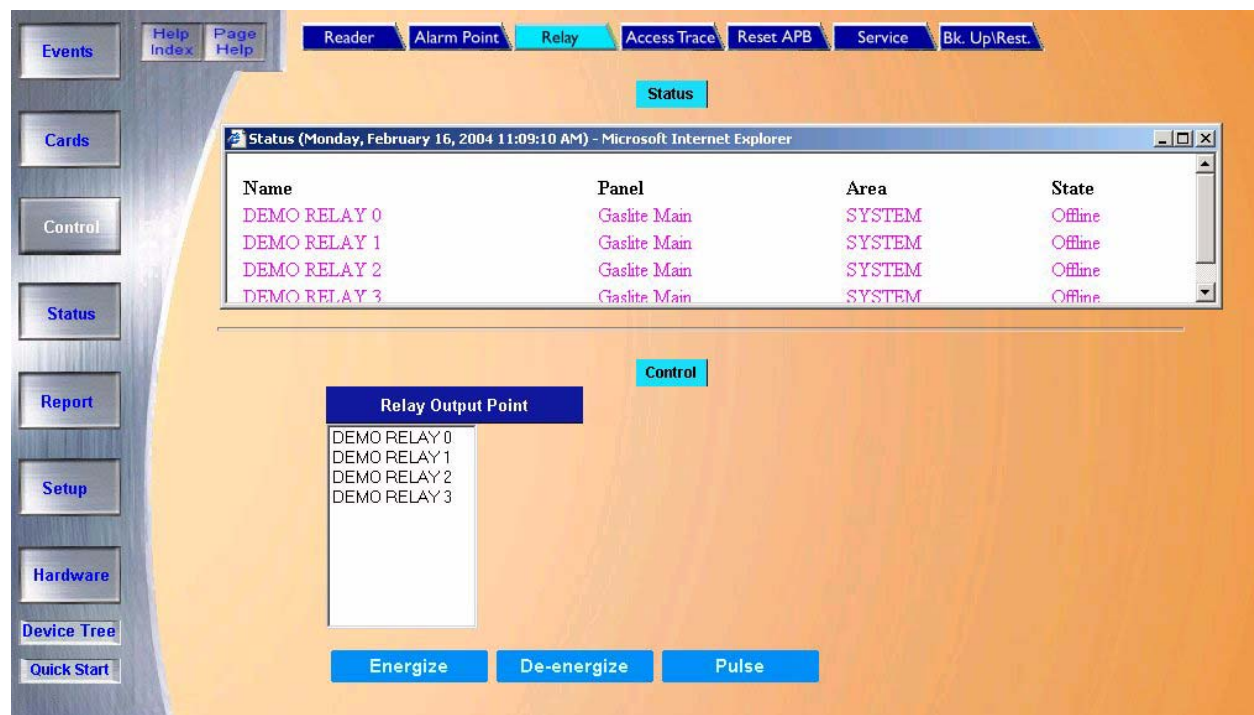 Events
Help Index
Page Help
Reader
Alarm Point
Relay
Access Trace
Reset APB
Service
Bk. Up\Rest.
Status
Cards
Status (Monday, February 16, 2004 11:09:10 AM) - Microsoft Internet Explorer
Name Panel Area State
DEMO RELAY 0 Gaslite Main SYSTEM Offline
DEMO RELAY 1 Gaslite Main SYSTEM Offline
DEMO RELAY 2 Gaslite Main SYSTEM Offline
DEMO RELAY 3 Gaslite Main SYSTEM Offline
Control
Status
Control
Report
Relay Output Point
DEMO RELAY 0
DEMO RELAY 1
DEMO RELAY 2
DEMO RELAY 3
Setup
Hardware
Device Tree
Quick Start
Energize
De-energize
Pulse